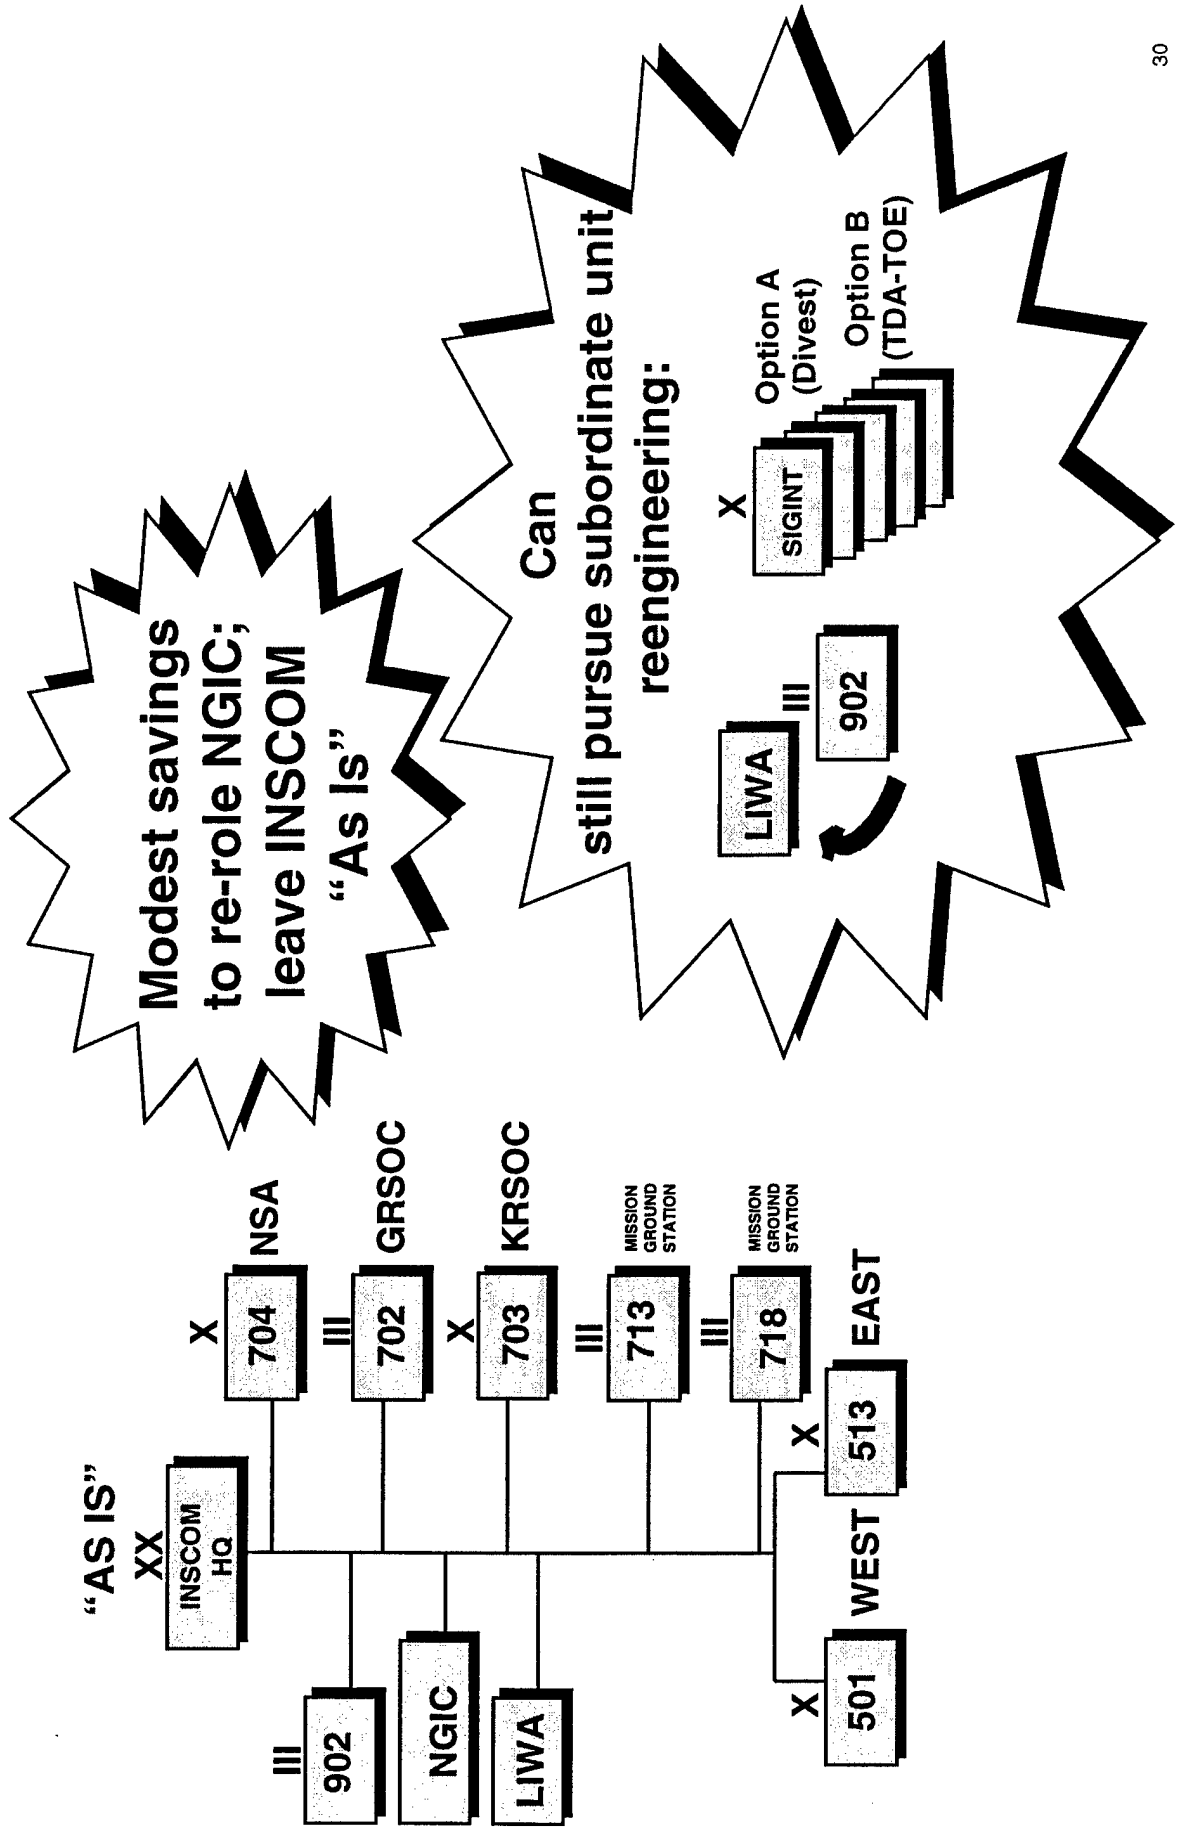 "AS IS"
XX
INSCOM
HQ
III
902
NGIC
LIWA
X
704
NSA
III
702
GRSOC
X
703
KRSOC
III
713
MISSION
GROUND
STATION
III
718
MISSION
GROUND
STATION
X
501
WEST
X
513
EAST
Modest savings
to re-role NGIC;
leave INSCOM
"As Is"
Can
still pursue subordinate unit
reengineering:
LIWA
III
902
X
SIGINT
Option A
(Divest)
Option B
(TDA-TOE)
30